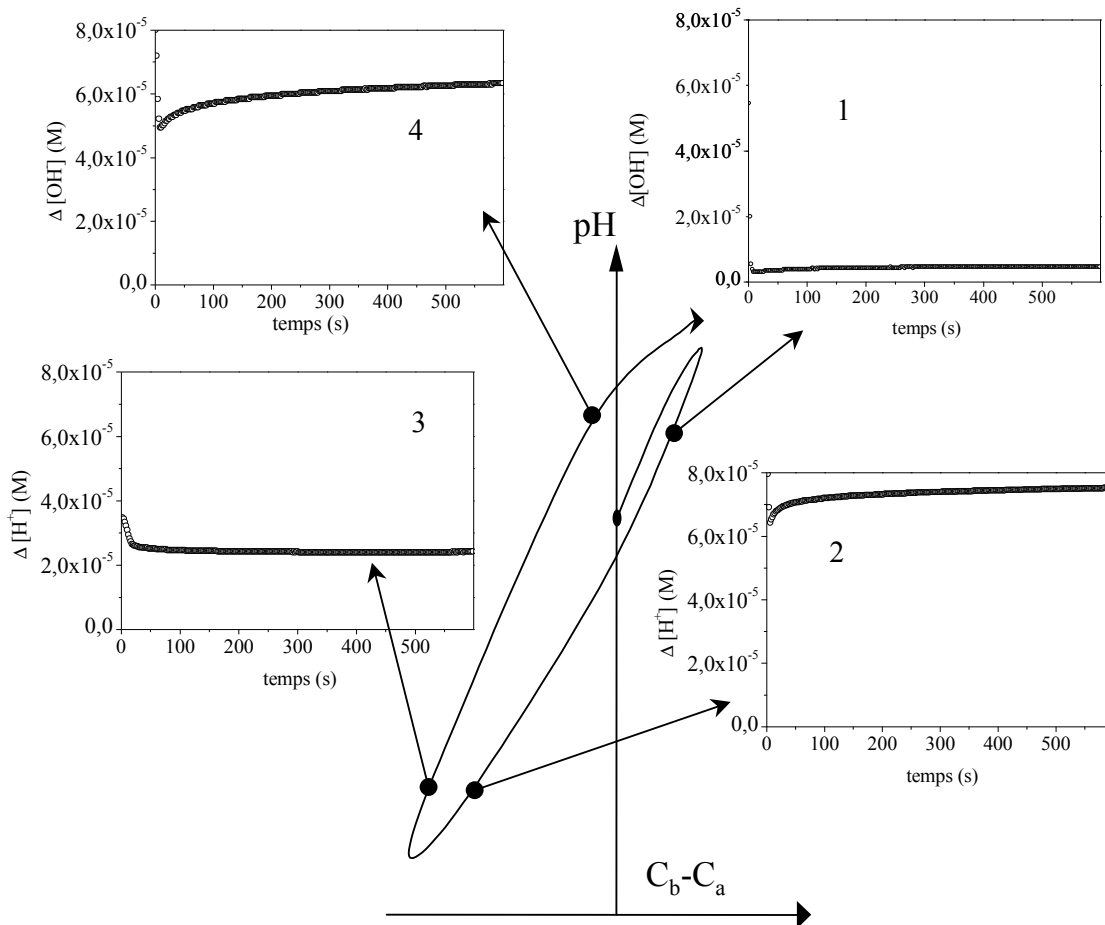 8,0x10⁻⁵
6,0x10⁻⁵
4,0x10⁻⁵
2,0x10⁻⁵
0,0
Δ [OH⁻] (M)
4
0 100 200 300 400 500
temps (s)
8,0x10⁻⁵
6,0x10⁻⁵
4,0x10⁻⁵
2,0x10⁻⁵
0,0
Δ[OH⁻] (M)
1
0 100 200 300 400 500
temps (s)
pH
8,0x10⁻⁵
6,0x10⁻⁵
4,0x10⁻⁵
2,0x10⁻⁵
0,0
Δ [H⁺] (M)
3
0 100 200 300 400 500
temps (s)
8,0x10⁻⁵
6,0x10⁻⁵
4,0x10⁻⁵
2,0x10⁻⁵
0,0
Δ [H⁺] (M)
2
0 100 200 300 400 500
temps (s)
C_b-C_a